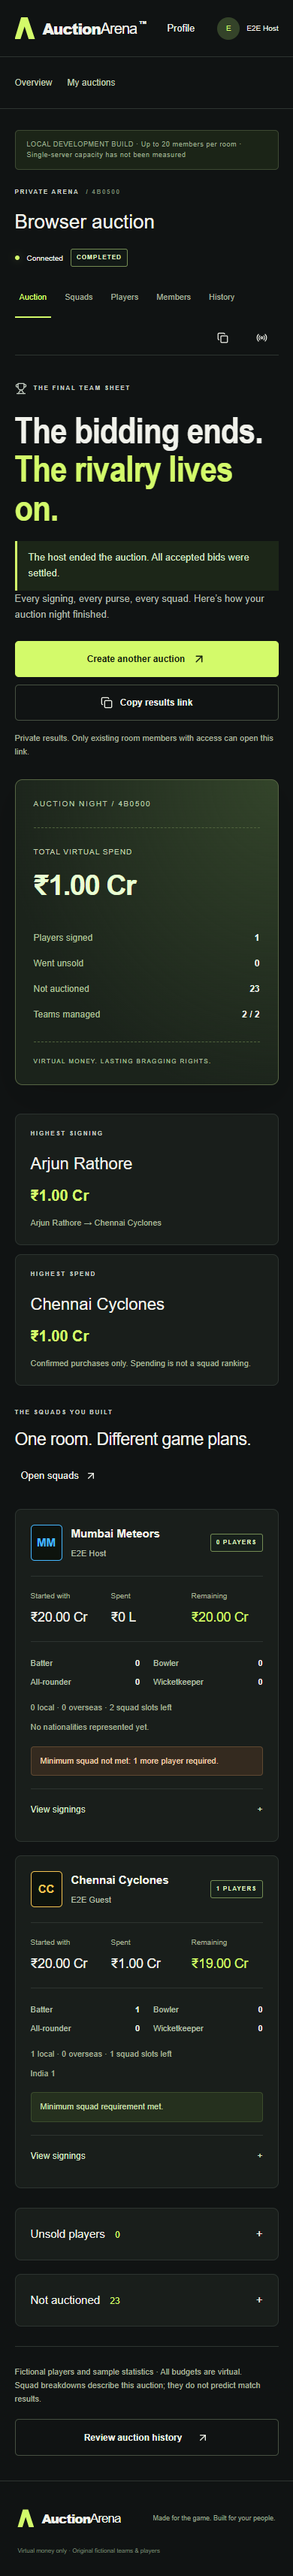 AuctionArena™
Profile
E
E2E Host
Overview
My auctions
LOCAL DEVELOPMENT BUILD · Up to 20 members per room ·
Single-server capacity has not been measured
PRIVATE ARENA / 4B0500
Browser auction
Connected
COMPLETED
Auction
Squads
Players
Members
History
THE FINAL TEAM SHEET
The bidding ends.
The rivalry lives
on.
The host ended the auction. All accepted bids were
settled.
Every signing, every purse, every squad. Here's how your
auction night finished.
Create another auction
Copy results link
Private results. Only existing room members with access can open this
link.
AUCTION NIGHT / 4B0500
TOTAL VIRTUAL SPEND
₹1.00 Cr
Players signed 1
Went unsold 0
Not auctioned 23
Teams managed 2 / 2
VIRTUAL MONEY. LASTING BRAGGING RIGHTS.
HIGHEST SIGNING
Arjun Rathore
₹1.00 Cr
Arjun Rathore → Chennai Cyclones
HIGHEST SPEND
Chennai Cyclones
₹1.00 Cr
Confirmed purchases only. Spending is not a squad ranking.
THE SQUADS YOU BUILT
One room. Different game plans.
Open squads
MM
Mumbai Meteors
E2E Host
0 PLAYERS
Started with Spent Remaining
₹20.00 Cr ₹0 L ₹20.00 Cr
Batter 0 Bowler 0
All-rounder 0 Wicketkeeper 0
0 local · 0 overseas · 2 squad slots left
No nationalities represented yet.
Minimum squad not met: 1 more player required.
View signings +
CC
Chennai Cyclones
E2E Guest
1 PLAYERS
Started with Spent Remaining
₹20.00 Cr ₹1.00 Cr ₹19.00 Cr
Batter 1 Bowler 0
All-rounder 0 Wicketkeeper 0
1 local · 0 overseas · 1 squad slots left
India 1
Minimum squad requirement met.
View signings +
Unsold players 0 +
Not auctioned 23 +
Fictional players and sample statistics · All budgets are virtual.
Squad breakdowns describe this auction; they do not predict match
results.
Review auction history
AuctionArena
Made for the game. Built for your people.
Virtual money only · Original fictional teams & players